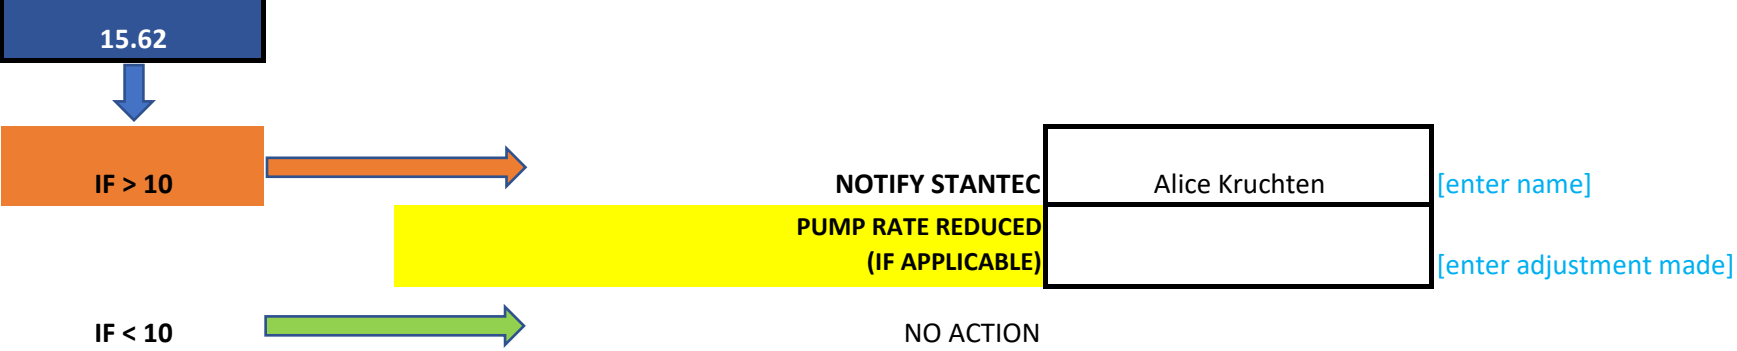 15.62
IF > 10
NOTIFY STANTEC
Alice Kruchten
[enter name]
PUMP RATE REDUCED
(IF APPLICABLE)
[enter adjustment made]
IF < 10
NO ACTION